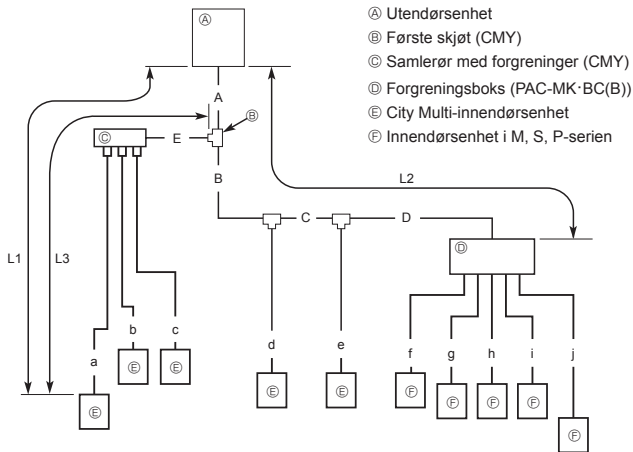 Ⓐ Utendørsenhet
Ⓑ Første skjøt (CMY)
Ⓒ Samlerør med forgreninger (CMY)
Ⓓ Forgreningsboks (PAC-MK·BC(B))
Ⓔ City Multi-innendørsenhet
Ⓕ Innendørsenhet i M, S, P-serien
Ⓐ
A
Ⓑ
Ⓒ
E
B
L2
C
D
Ⓓ
L1
L3
a
b
c
d
e
f
g
h
i
j
Ⓔ
Ⓔ
Ⓔ
Ⓔ
Ⓔ
Ⓕ
Ⓕ
Ⓕ
Ⓕ
Ⓕ